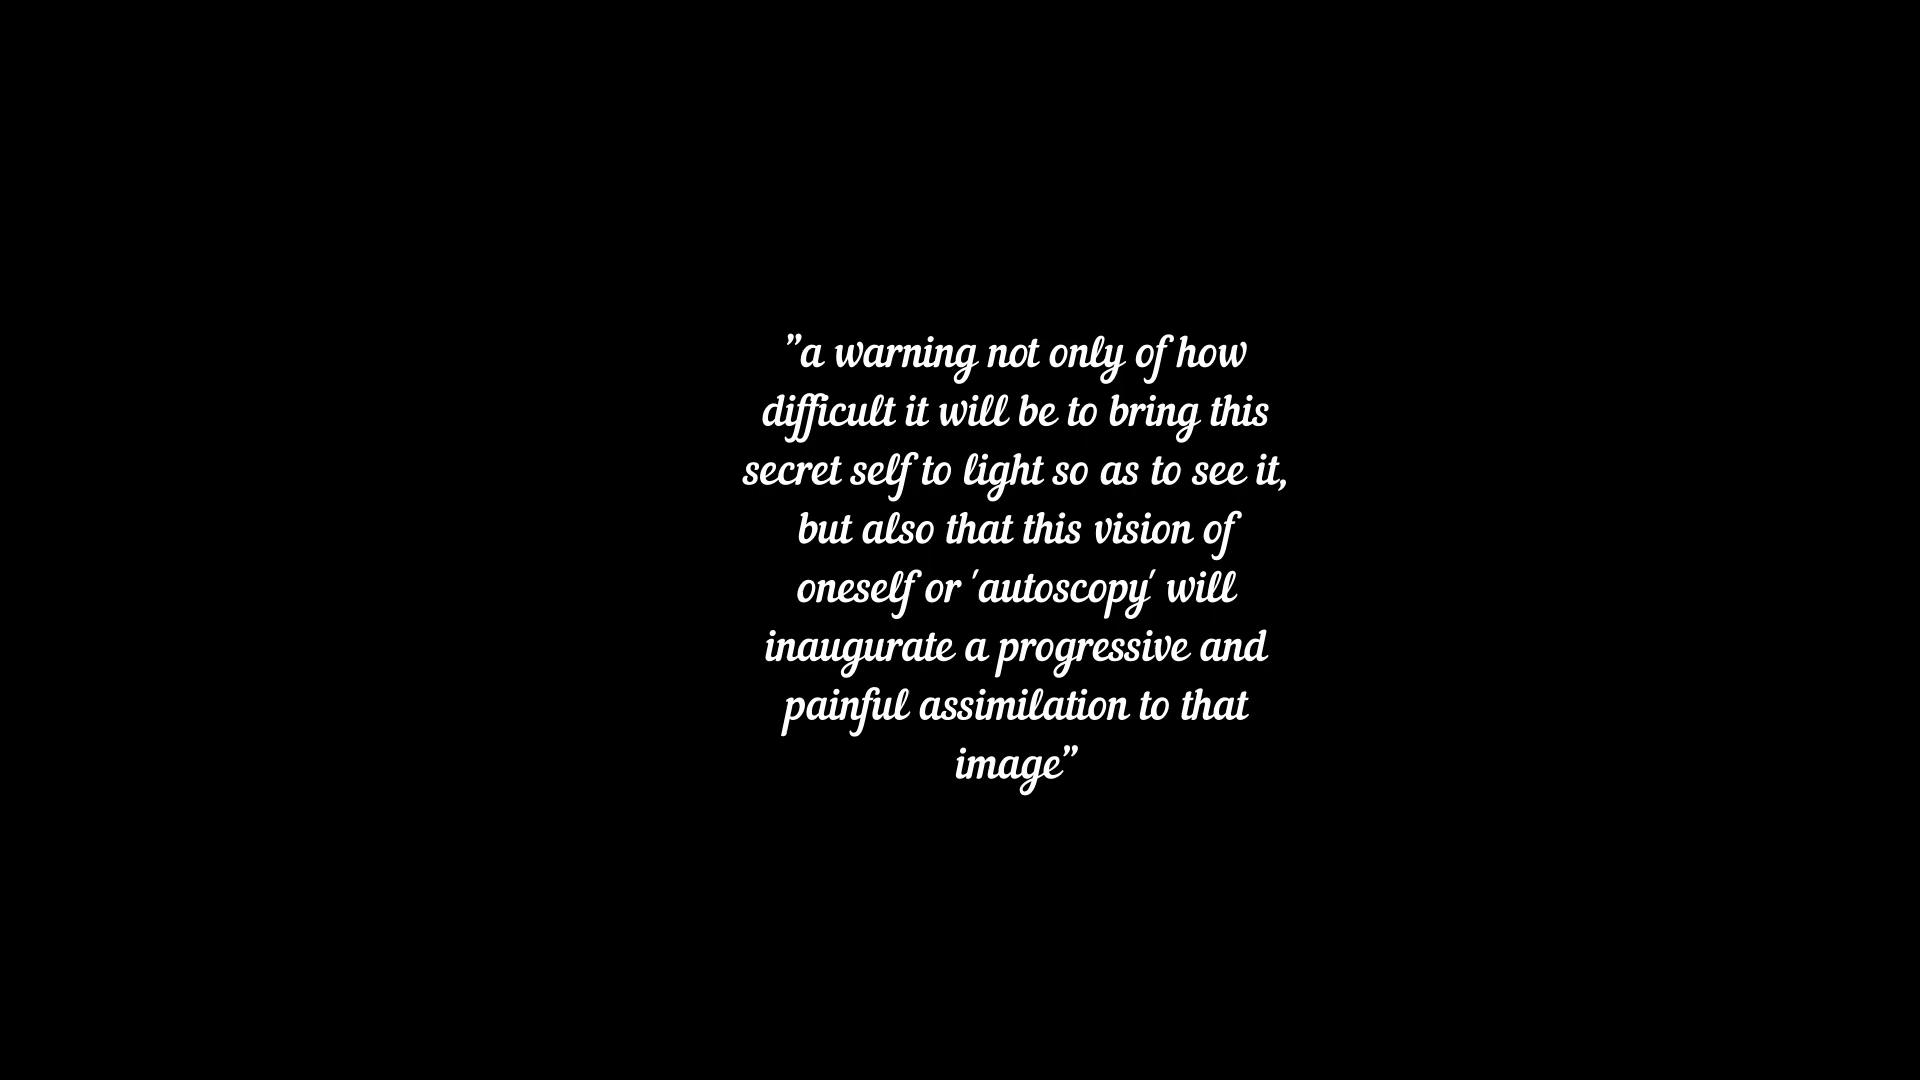 ”a warning not only of how
difficult it will be to bring this
secret self to light so as to see it,
but also that this vision of
oneself or 'autoscopy' will
inaugurate a progressive and
painful assimilation to that
image”